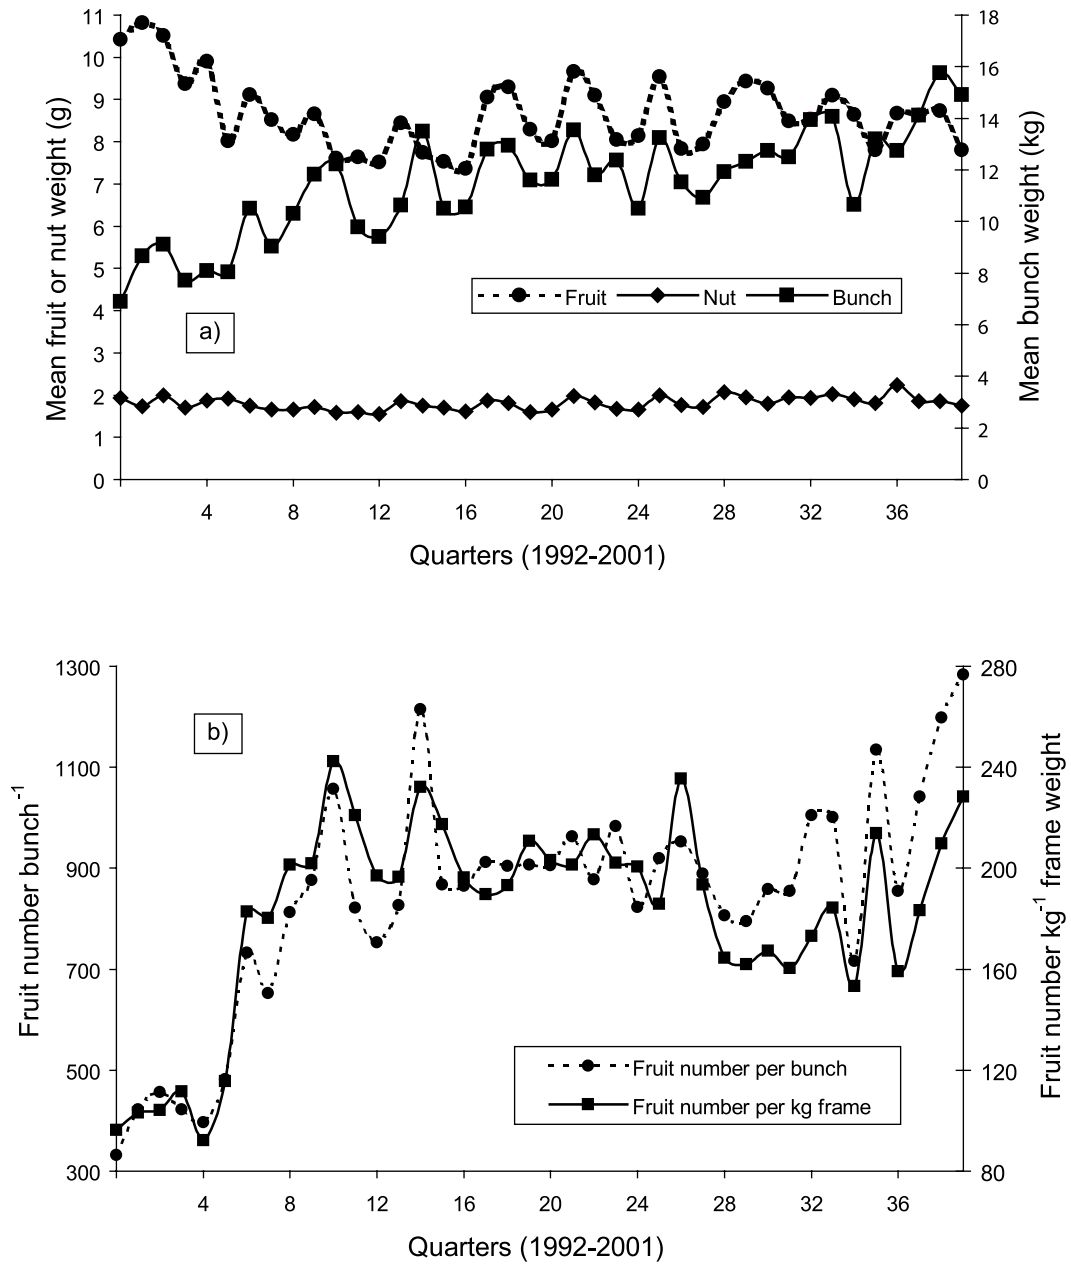 11
10
9
8
7
6
5
4
3
2
1
0
Mean fruit or nut weight (g)
18
16
14
12
10
8
6
4
2
0
Mean bunch weight (kg)
Fruit Nut Bunch
a)
4 8 12 16 20 24 28 32 36
Quarters (1992-2001)
1300
1100
900
700
500
300
Fruit number bunch⁻¹
280
240
200
160
120
80
Fruit number kg⁻¹ frame weight
b)
Fruit number per bunch
Fruit number per kg frame
4 8 12 16 20 24 28 32 36
Quarters (1992-2001)